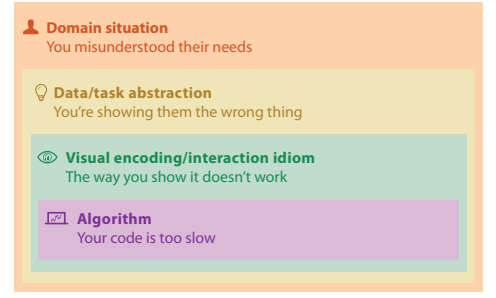 Domain situation
You misunderstood their needs
Data/task abstraction
You're showing them the wrong thing
Visual encoding/interaction idiom
The way you show it doesn't work
Algorithm
Your code is too slow